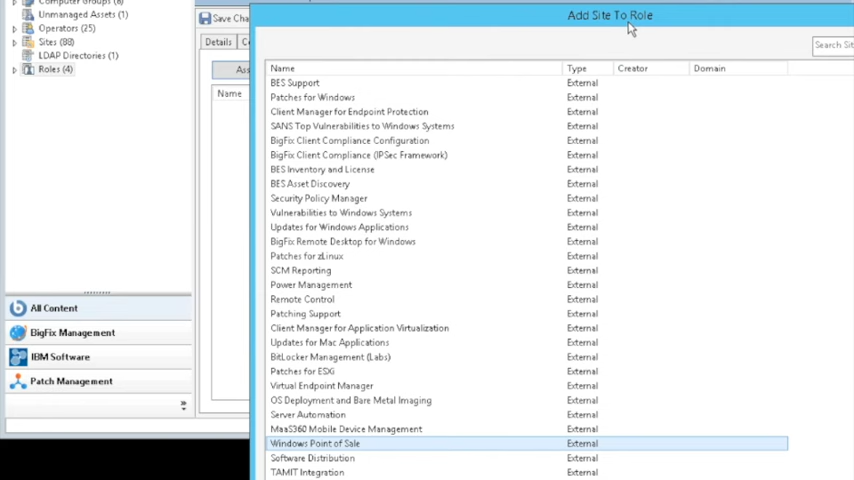 Computer Groups (6)
Unmanaged Assets (1)
Operators (25)
Sites (88)
LDAP Directories (1)
Roles (4)
All Content
BigFix Management
IBM Software
Patch Management
Save Cha
Details
Ass
Name
Add Site To Role
Search Sit
Name Type Creator Domain
BES Support External
Patches for Windows External
Client Manager for Endpoint Protection External
SANS Top Vulnerabilities to Windows Systems External
BigFix Client Compliance Configuration External
BigFix Client Compliance (IPSec Framework) External
BES Inventory and License External
BES Asset Discovery External
Security Policy Manager External
Vulnerabilities to Windows Systems External
Updates for Windows Applications External
BigFix Remote Desktop for Windows External
Patches for zLinux External
SCM Reporting External
Power Management External
Remote Control External
Patching Support External
Client Manager for Application Virtualization External
Updates for Mac Applications External
BitLocker Management (Labs) External
Patches for ESXi External
Virtual Endpoint Manager External
OS Deployment and Bare Metal Imaging External
Server Automation External
MaaS360 Mobile Device Management External
Windows Point of Sale External
Software Distribution External
TAMIT Integration External